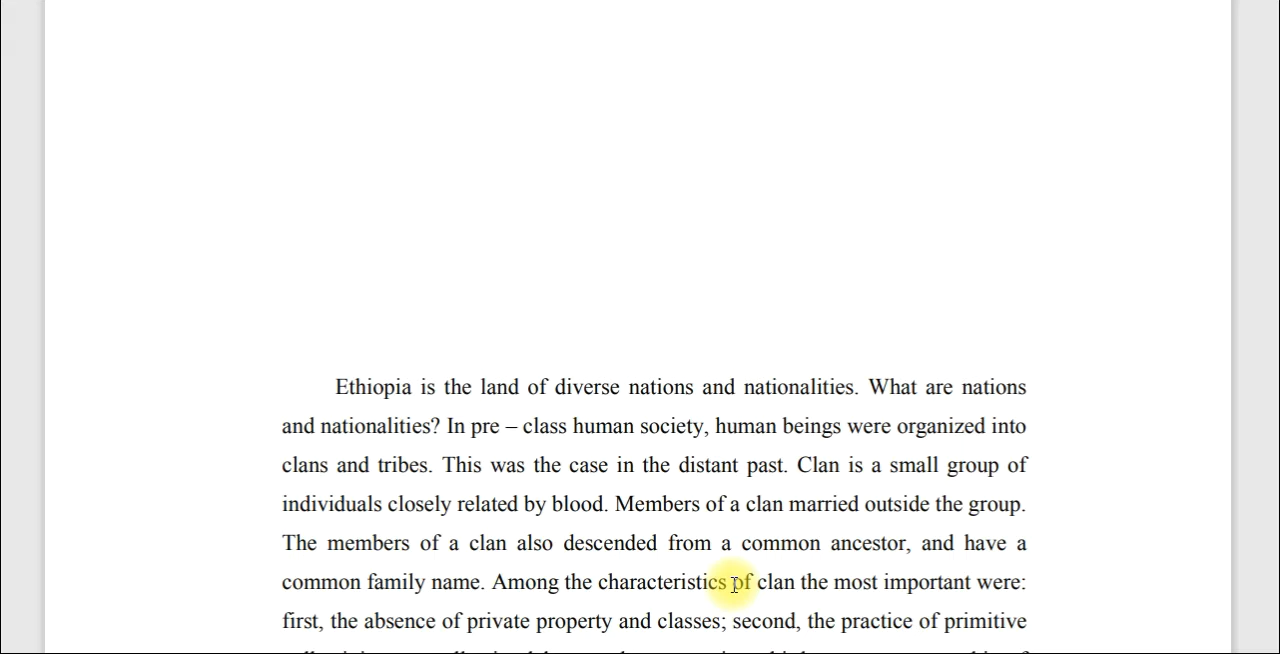 Ethiopia is the land of diverse nations and nationalities. What are nations
and nationalities? In pre – class human society, human beings were organized into
clans and tribes. This was the case in the distant past. Clan is a small group of
individuals closely related by blood. Members of a clan married outside the group.
The members of a clan also descended from a common ancestor, and have a
common family name. Among the characteristics of clan the most important were:
first, the absence of private property and classes; second, the practice of primitive